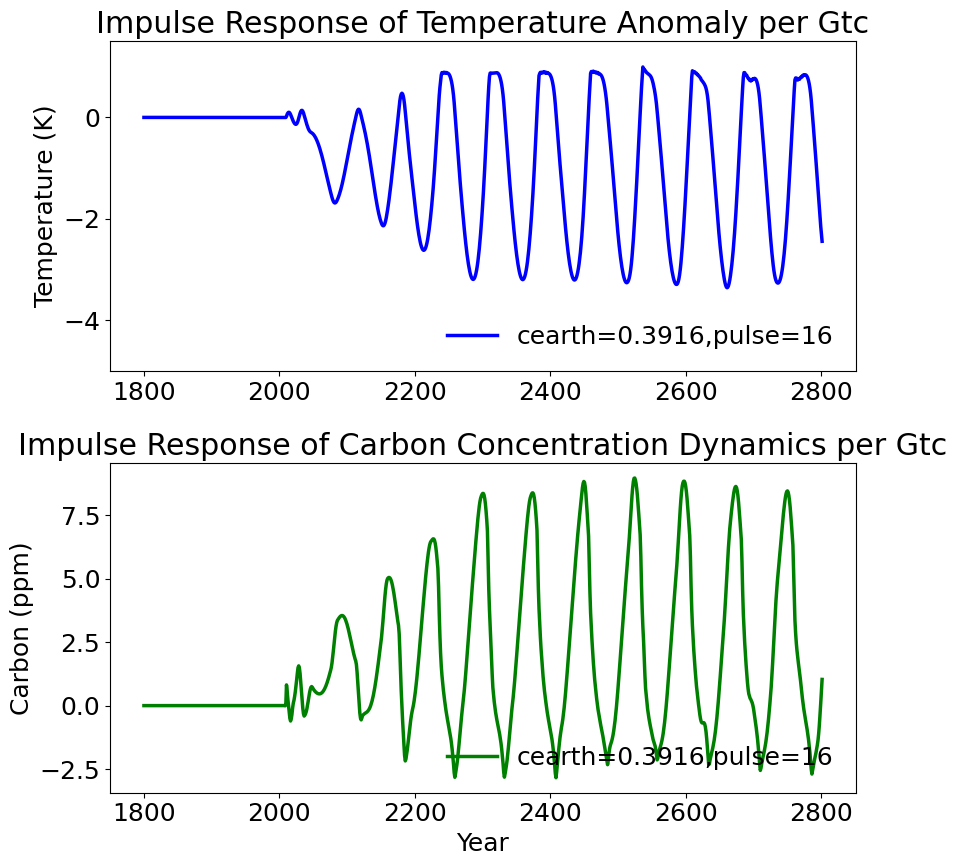 Impulse Response of Temperature Anomaly per Gtc
Temperature (K)
0
−2
−4
cearth=0.3916,pulse=16
1800 2000 2200 2400 2600 2800
Impulse Response of Carbon Concentration Dynamics per Gtc
Carbon (ppm)
7.5
5.0
2.5
0.0
−2.5
cearth=0.3916,pulse=16
1800 2000 2200 2400 2600 2800
Year